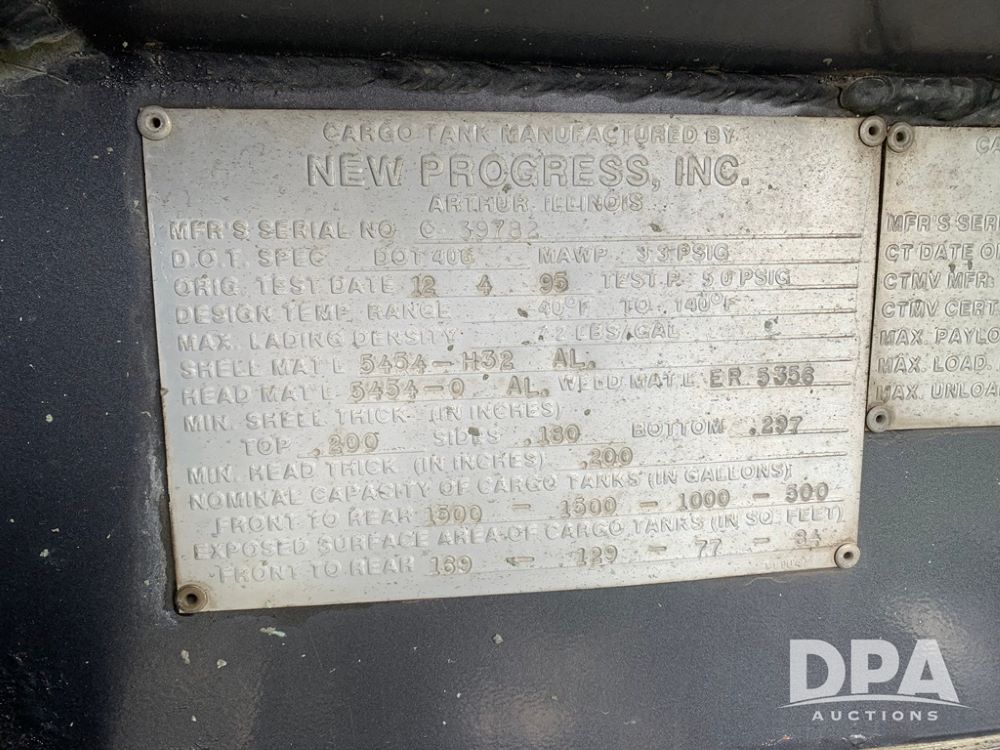 CARGO TANK MANUFACTURED BY
NEW PROGRESS, INC.
ARTHUR ILLINOIS
MFR'S SERIAL NO C 39782
D.O.T. SPEC DOT 406 MAWP 3.3 PSIG
ORIG. TEST DATE 12 4 95 TEST P. 5.0 PSIG
DESIGN TEMP. RANGE 40°F TO 140°F
MAX. LADING DENSITY 7.2 LBS/GAL
SHELL MAT'L 5454-H32 AL.
HEAD MAT'L 5454-0 AL. WELD MAT'L ER 5356
MIN. SHELL THICK. (IN INCHES)
TOP .200 SIDES .180 BOTTOM .297
MIN. HEAD THICK. (IN INCHES) .200
NOMINAL CAPACITY OF CARGO TANKS (IN GALLONS)
FRONT TO REAR 1500 - 1500 - 1000 - 500
EXPOSED SURFACE AREA OF CARGO TANKS (IN SQ. FEET)
FRONT TO REAR 169 - 129 - 77 - 84
CA
MFR'S SERI
CT DATE OF
CTMV MFR.
CTMV CERT
MAX. PAYLO
MAX. LOAD.
MAX. UNLOA
DPA
AUCTIONS